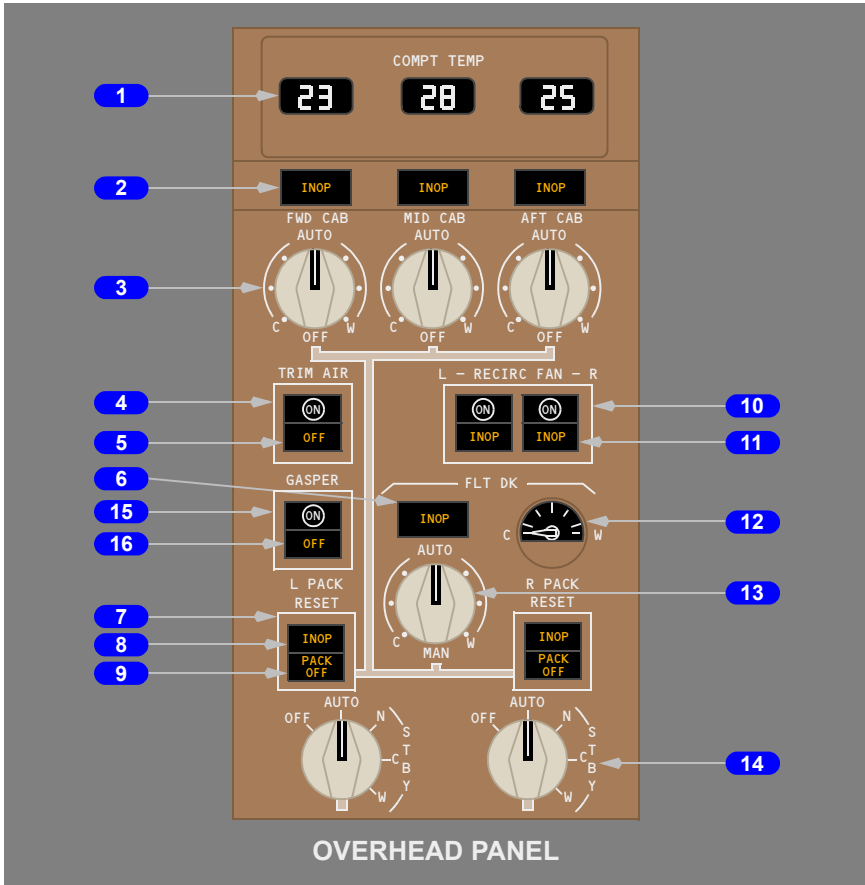 COMPT TEMP
1
23 28 25
2
INOP INOP INOP
FWD CAB MID CAB AFT CAB
AUTO AUTO AUTO
3
C W C W C W
OFF OFF OFF
TRIM AIR L – RECIRC FAN – R
4
ON ON ON
10
5
OFF INOP INOP
11
6
GASPER FLT DK
15
ON INOP
12
C W
16
OFF
AUTO
L PACK R PACK
13
RESET RESET
7
C W
8
INOP MAN INOP
9
PACK OFF PACK OFF
AUTO AUTO
OFF N OFF N
S T B Y S T B Y
C C
14
W W
OVERHEAD PANEL